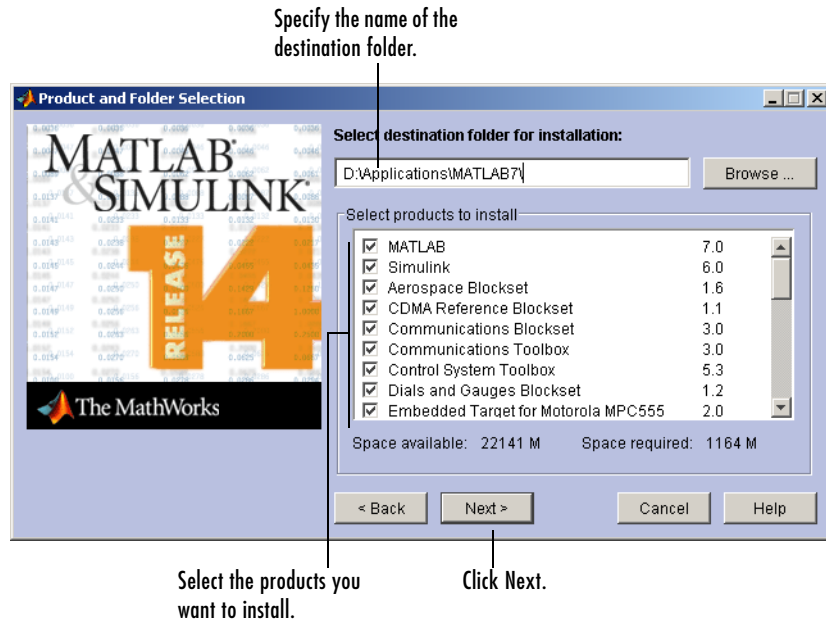 Specify the name of the
destination folder.
Product and Folder Selection
MATLAB®
&SIMULINK®
RELEASE
14
The MathWorks
Select destination folder for installation:
D:\Applications\MATLAB7\
Browse ...
Select products to install
MATLAB 7.0
Simulink 6.0
Aerospace Blockset 1.6
CDMA Reference Blockset 1.1
Communications Blockset 3.0
Communications Toolbox 3.0
Control System Toolbox 5.3
Dials and Gauges Blockset 1.2
Embedded Target for Motorola MPC555 2.0
Space available: 22141 M Space required: 1164 M
< Back
Next >
Cancel
Help
Select the products you
want to install.
Click Next.